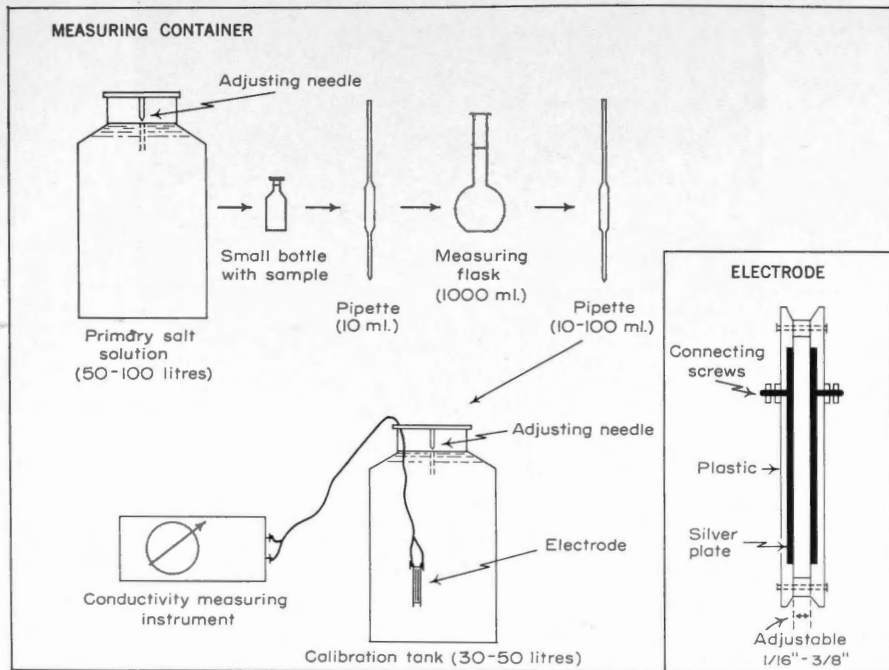 MEASURING CONTAINER
Adjusting needle
Small bottle
with sample
Pipette
(10 ml.)
Measuring
flask
(1000 ml.)
Pipette
(10-100 ml.)
Primary salt
solution
(50-100 litres)
Adjusting needle
Electrode
Conductivity measuring
instrument
Calibration tank (30-50 litres)
ELECTRODE
Connecting
screws
Plastic
Silver
plate
Adjustable
1/16"-3/8"